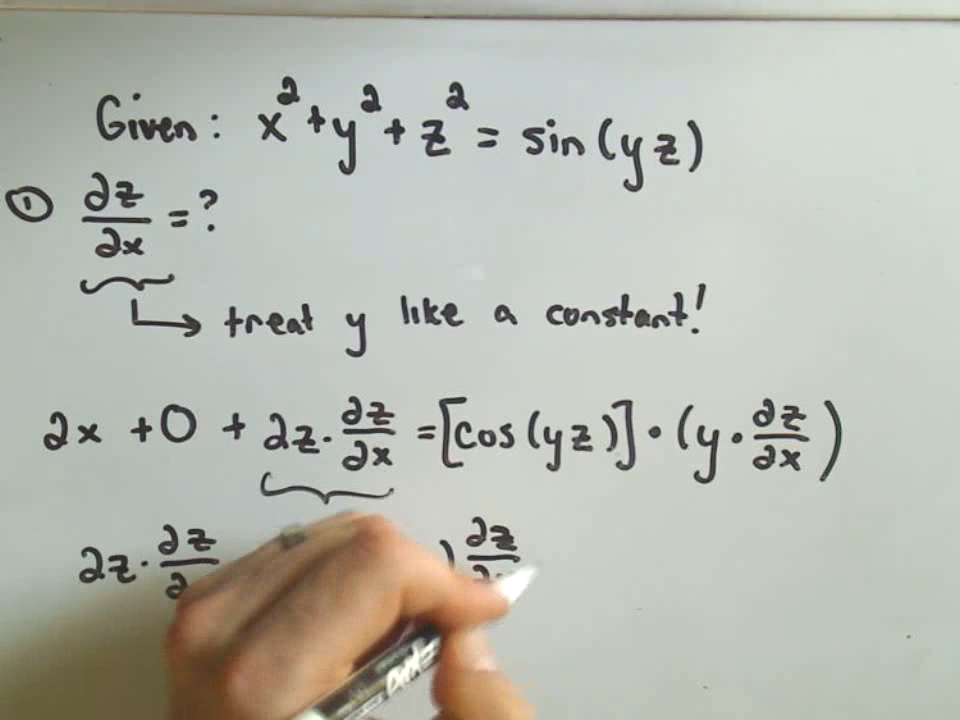 Given: x² + y² + z² = sin(yz)
① ∂z/∂x = ?
treat y like a constant!
2x + 0 + 2z · ∂z/∂x = [cos(yz)] · (y · ∂z/∂x)
2z · ∂z/∂ ) ∂z/∂